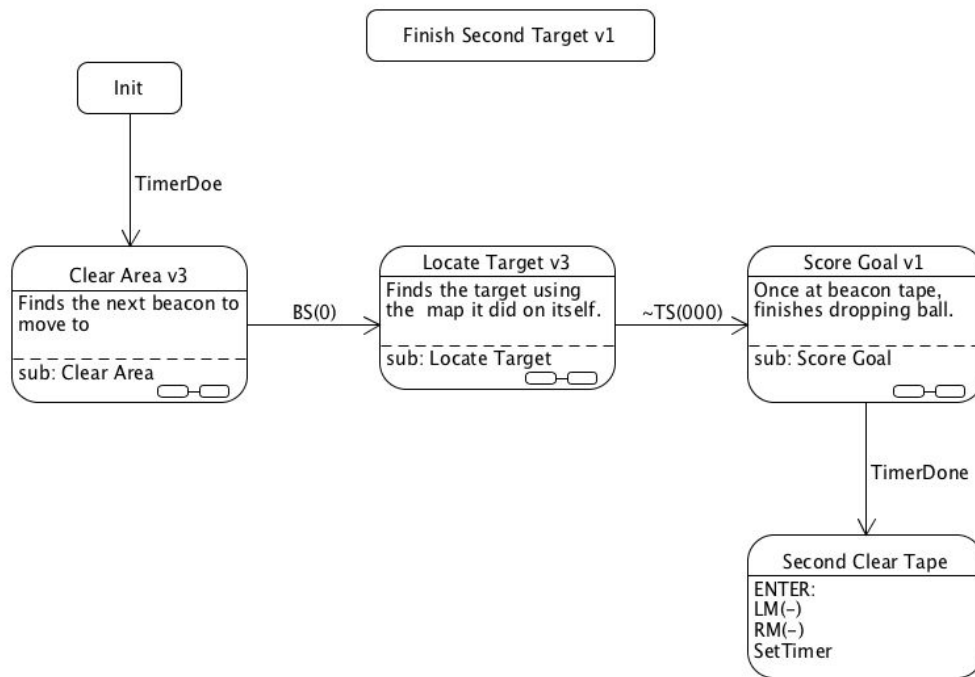 Finish Second Target v1
Init
TimerDoe
Clear Area v3
Finds the next beacon to
move to
sub: Clear Area
BS(0)
Locate Target v3
Finds the target using
the  map it did on itself.
sub: Locate Target
~TS(000)
Score Goal v1
Once at beacon tape,
finishes dropping ball.
sub: Score Goal
TimerDone
Second Clear Tape
ENTER:
LM(-)
RM(-)
SetTimer